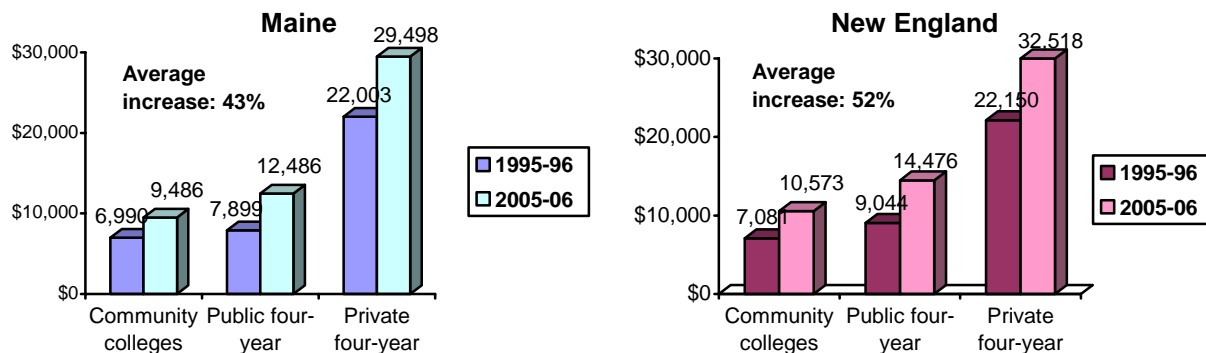 Maine
$30,000
$20,000
$10,000
$0
Average
increase: 43%
6,990
9,486
7,899
12,486
22,003
29,498
Community
colleges
Public four-
year
Private
four-year
1995-96
2005-06
New England
$30,000
$20,000
$10,000
$0
Average
increase: 52%
7,081
10,573
9,044
14,476
22,150
32,518
Community
colleges
Public four-
year
Private
four-year
1995-96
2005-06